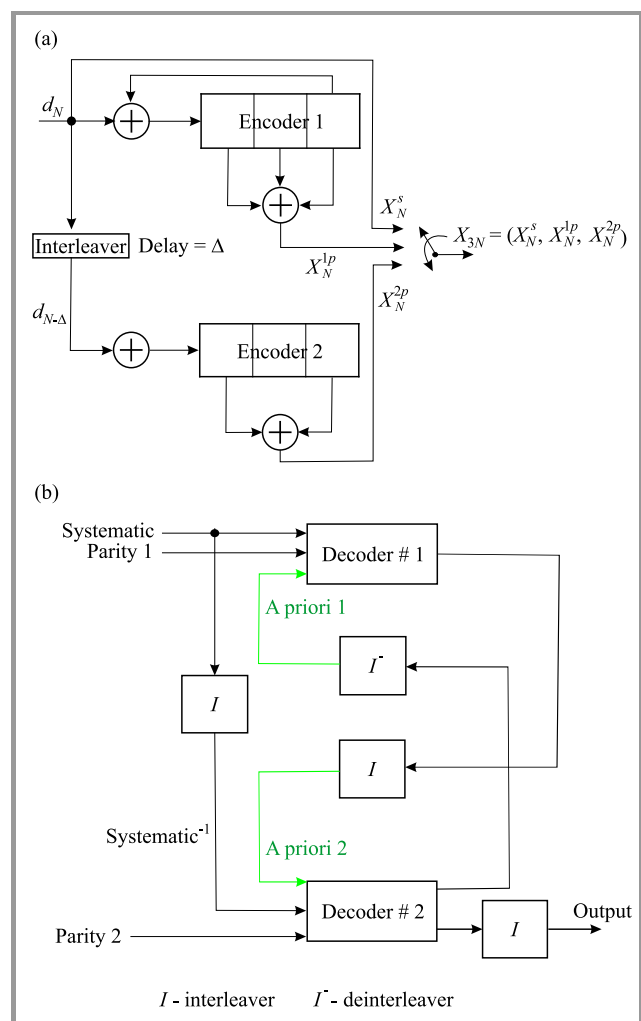 (a)
d_N
Encoder 1
X_N^s
Interleaver Delay = Δ
X_N^{1p}
X_{3N} = (X_N^s, X_N^{1p}, X_N^{2p})
X_N^{2p}
d_{N-Δ}
Encoder 2
(b)
Systematic
Parity 1
Decoder # 1
A priori 1
I^-
I
I
Systematic^{-1}
A priori 2
Decoder # 2
Parity 2
I
Output
I - interleaver I^- - deinterleaver